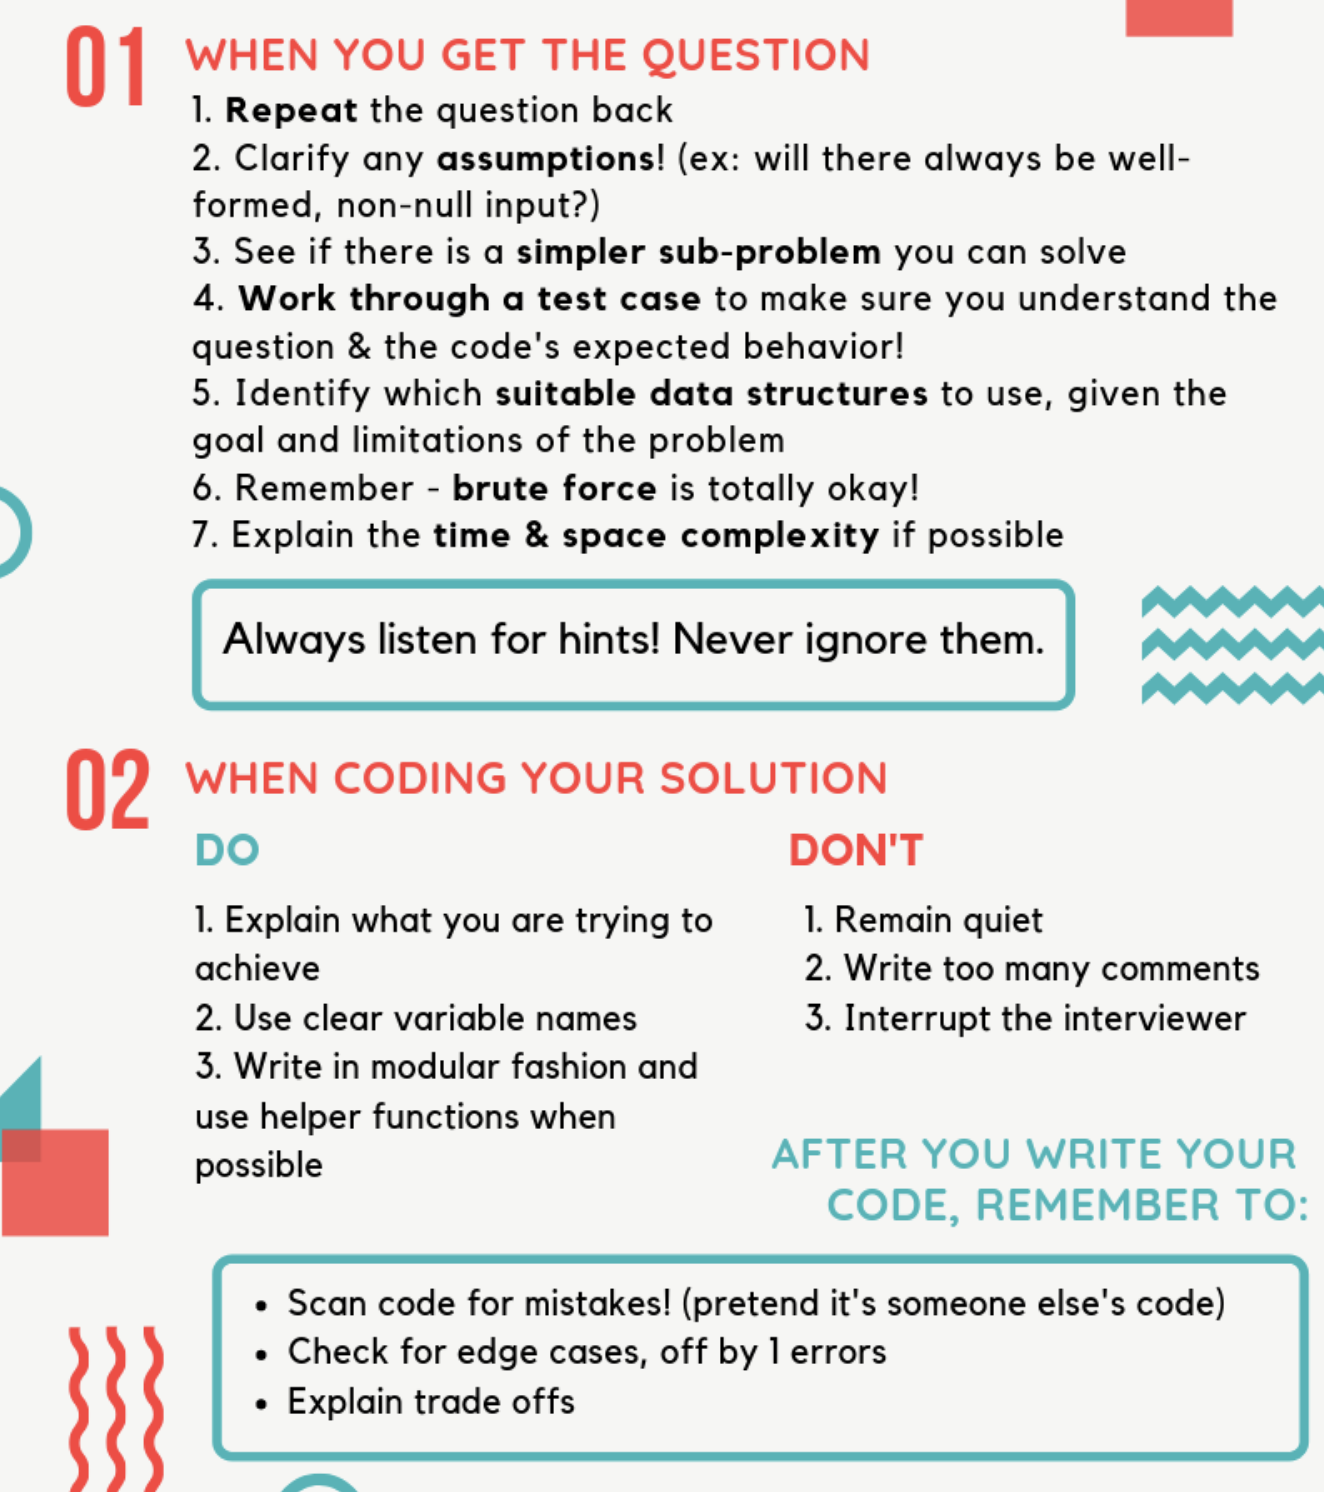 01 WHEN YOU GET THE QUESTION
1. Repeat the question back
2. Clarify any assumptions! (ex: will there always be well-
formed, non-null input?)
3. See if there is a simpler sub-problem you can solve
4. Work through a test case to make sure you understand the
question & the code's expected behavior!
5. Identify which suitable data structures to use, given the
goal and limitations of the problem
6. Remember - brute force is totally okay!
7. Explain the time & space complexity if possible
Always listen for hints! Never ignore them.
02 WHEN CODING YOUR SOLUTION
DO
1. Explain what you are trying to
achieve
2. Use clear variable names
3. Write in modular fashion and
use helper functions when
possible
DON'T
1. Remain quiet
2. Write too many comments
3. Interrupt the interviewer
AFTER YOU WRITE YOUR
CODE, REMEMBER TO:
• Scan code for mistakes! (pretend it's someone else's code)
• Check for edge cases, off by 1 errors
• Explain trade offs